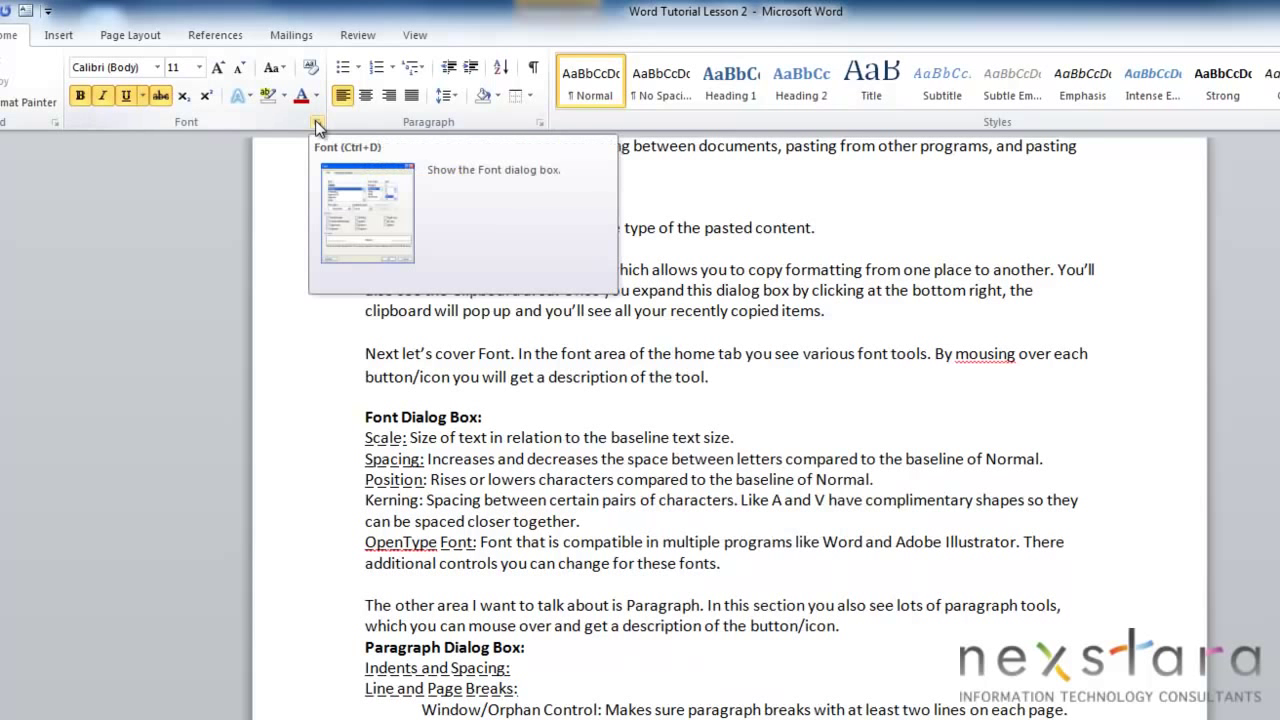 Word Tutorial Lesson 2 - Microsoft Word
Insert Page Layout References Mailings Review View
Calibri (Body) 11 Aa
AaBbCcDc AaBbCcDc AaBbC AaBbCc AaB AaBbCc. AaBbCcDc AaBbCcDc AaBbCcDc AaBbCcDc
mat Painter B I U abc x₂ x² A ab A
¶ Normal ¶ No Spaci... Heading 1 Heading 2 Title Subtitle Subtle Em... Emphasis Intense E... Strong
Font Paragraph Styles
Font (Ctrl+D)
Show the Font dialog box.
ng between documents, pasting from other programs, and pasting
type of the pasted content.
which allows you to copy formatting from one place to another. You'll
you expand this dialog box by clicking at the bottom right, the
clipboard will pop up and you'll see all your recently copied items.
Next let's cover Font. In the font area of the home tab you see various font tools. By mousing over each
button/icon you will get a description of the tool.
Font Dialog Box:
Scale: Size of text in relation to the baseline text size.
Spacing: Increases and decreases the space between letters compared to the baseline of Normal.
Position: Rises or lowers characters compared to the baseline of Normal.
Kerning: Spacing between certain pairs of characters. Like A and V have complimentary shapes so they
can be spaced closer together.
OpenType Font: Font that is compatible in multiple programs like Word and Adobe Illustrator. There
additional controls you can change for these fonts.
The other area I want to talk about is Paragraph. In this section you also see lots of paragraph tools,
which you can mouse over and get a description of the button/icon.
Paragraph Dialog Box:
Indents and Spacing:
Line and Page Breaks:
Window/Orphan Control: Makes sure paragraph breaks with at least two lines on each page.
nexstara
INFORMATION TECHNOLOGY CONSULTANTS